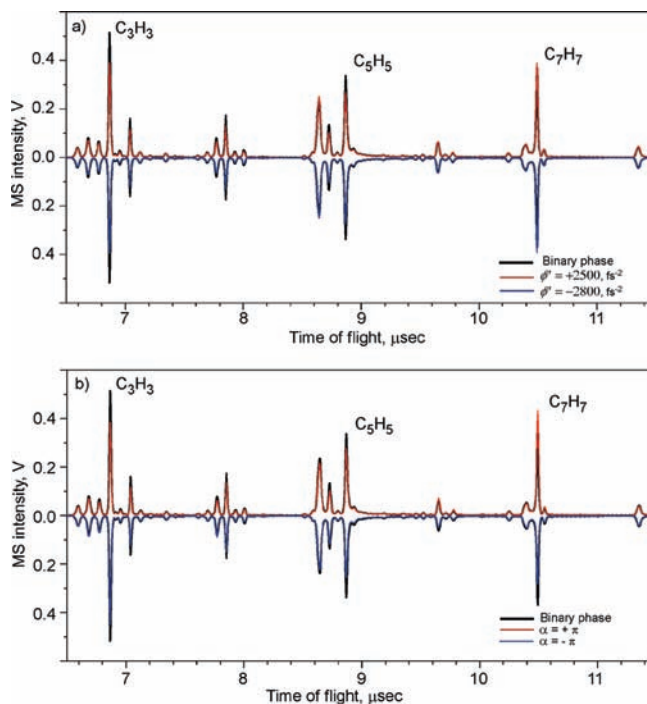 a)
C₃H₃
C₅H₅
C₇H₇
MS intensity, V
0.4
0.2
0.0
0.2
0.4
Binary phase
ϕ'' = +2500, fs⁻²
ϕ'' = −2800, fs⁻²
7
8
9
10
11
Time of flight, μsec
b)
C₃H₃
C₅H₅
C₇H₇
MS intensity, V
0.4
0.2
0.0
0.2
0.4
Binary phase
α = + π
α = - π
7
8
9
10
11
Time of flight, μsec